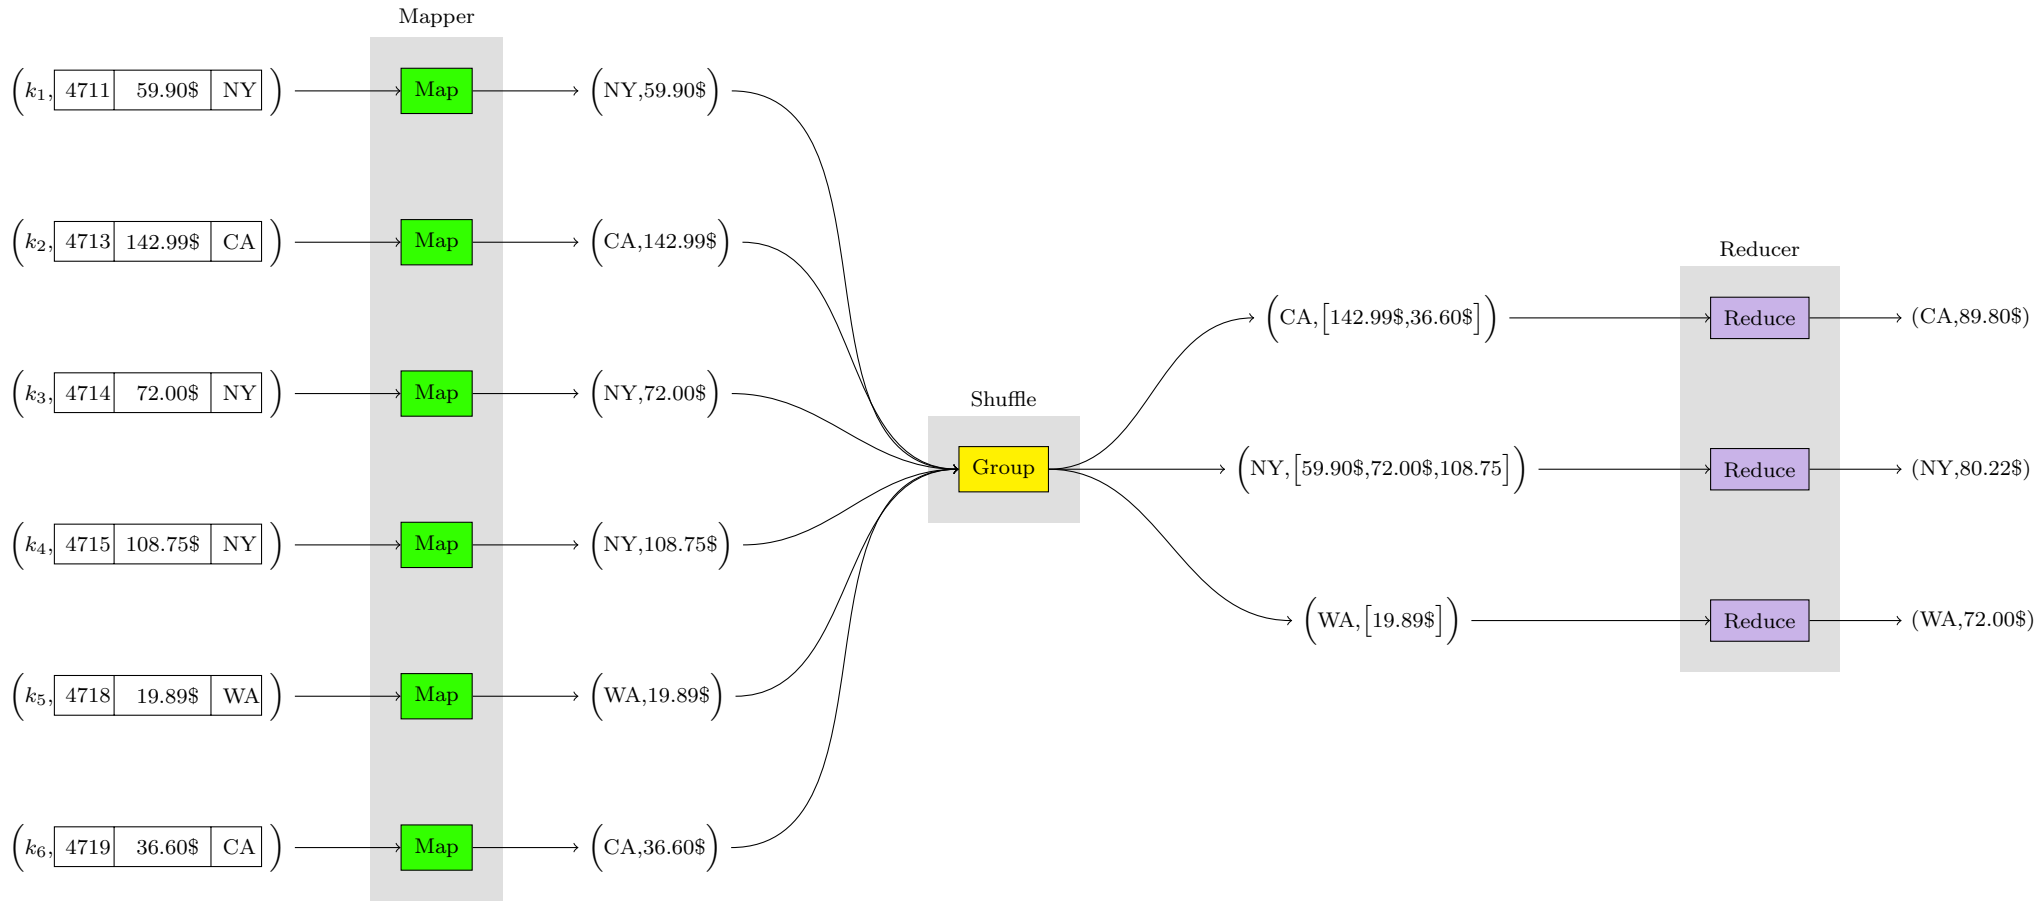 Mapper
(k1, 4711 59.90$ NY) Map (NY,59.90$)
(k2, 4713 142.99$ CA) Map (CA,142.99$)
Reducer
(CA,[142.99$,36.60$]) Reduce (CA,89.80$)
(k3, 4714 72.00$ NY) Map (NY,72.00$)
Shuffle
Group (NY,[59.90$,72.00$,108.75]) Reduce (NY,80.22$)
(k4, 4715 108.75$ NY) Map (NY,108.75$)
(WA,[19.89$]) Reduce (WA,72.00$)
(k5, 4718 19.89$ WA) Map (WA,19.89$)
(k6, 4719 36.60$ CA) Map (CA,36.60$)